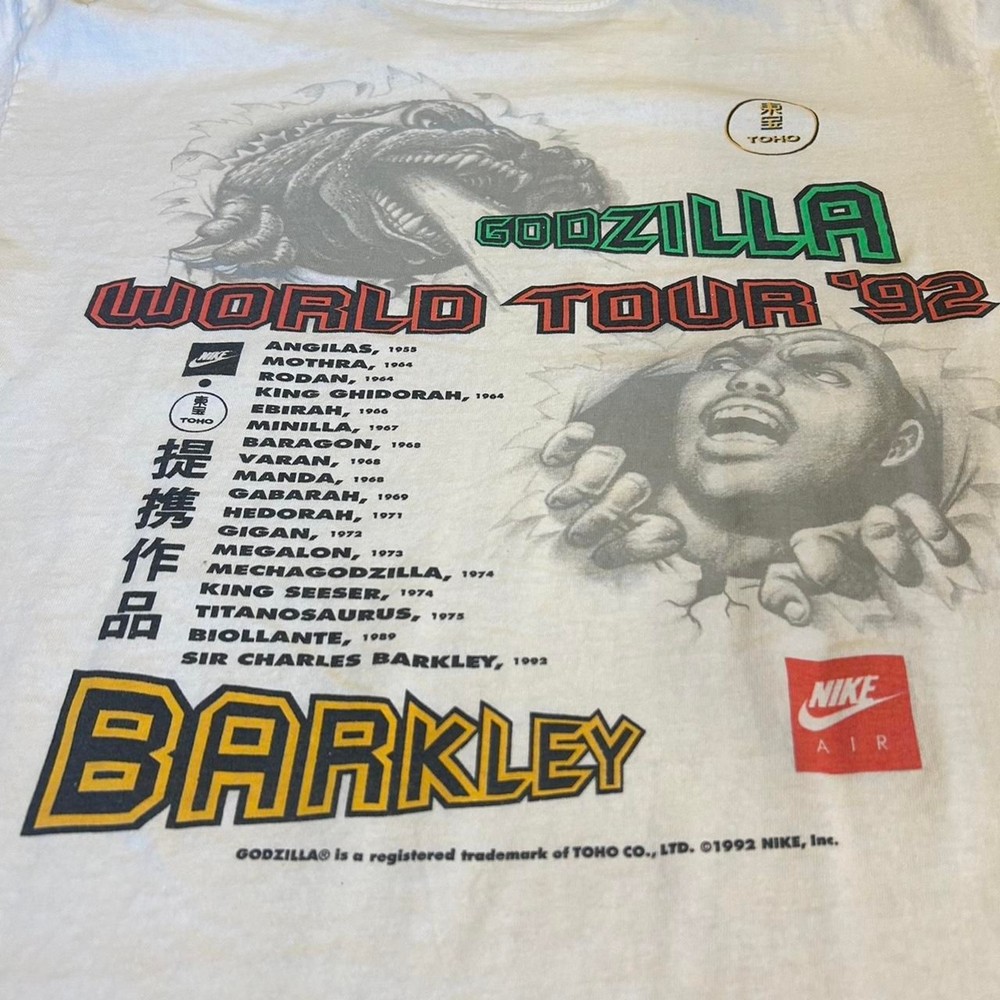 東宝
TOHO
GODZILLA
WORLD TOUR '92
NIKE
東宝
TOHO
提携作品
ANGILAS, 1955
MOTHRA, 1964
RODAN, 1964
KING GHIDORAH, 1964
EBIRAH, 1966
MINILLA, 1967
BARAGON, 1968
VARAN, 1968
MANDA, 1968
GABARAH, 1969
HEDORAH, 1971
GIGAN, 1972
MEGALON, 1973
MECHAGODZILLA, 1974
KING SEESER, 1974
TITANOSAURUS, 1975
BIOLLANTE, 1989
SIR CHARLES BARKLEY, 1992
BARKLEY
NIKE
AIR
GODZILLA® is a registered trademark of TOHO CO., LTD. ©1992 NIKE, Inc.